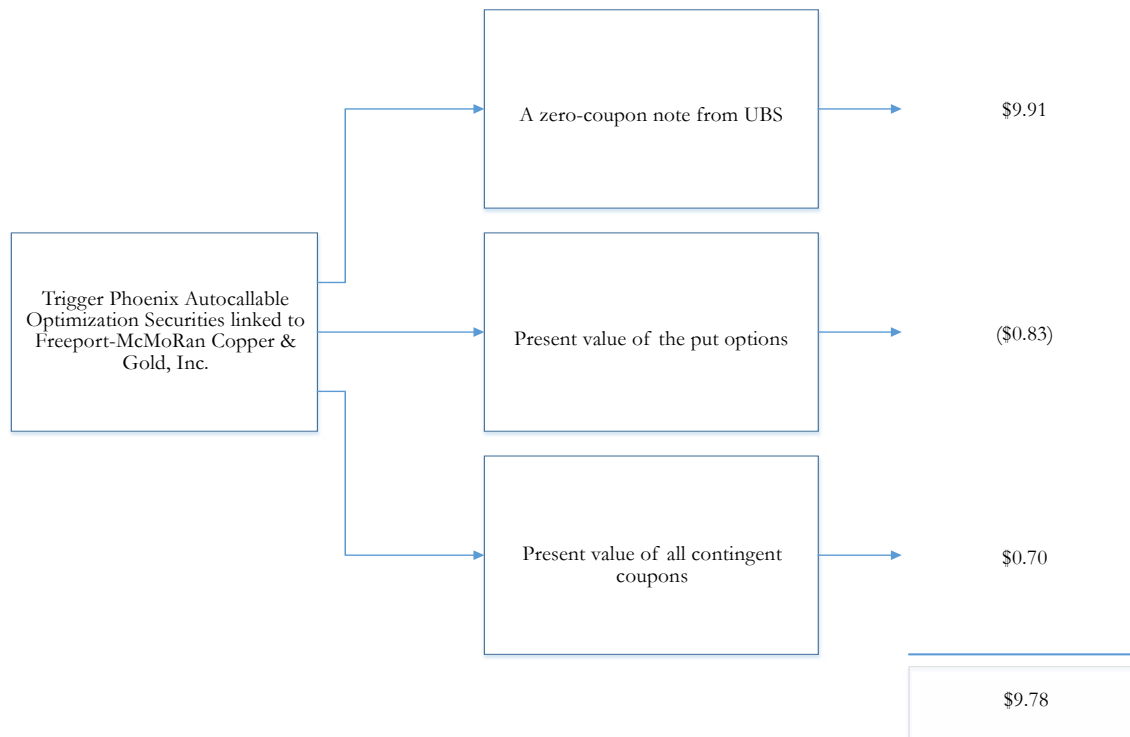 A zero-coupon note from UBS
$9.91
Trigger Phoenix Autocallable
Optimization Securities linked to
Freeport-McMoRan Copper &
Gold, Inc.
Present value of the put options
($0.83)
Present value of all contingent
coupons
$0.70
$9.78